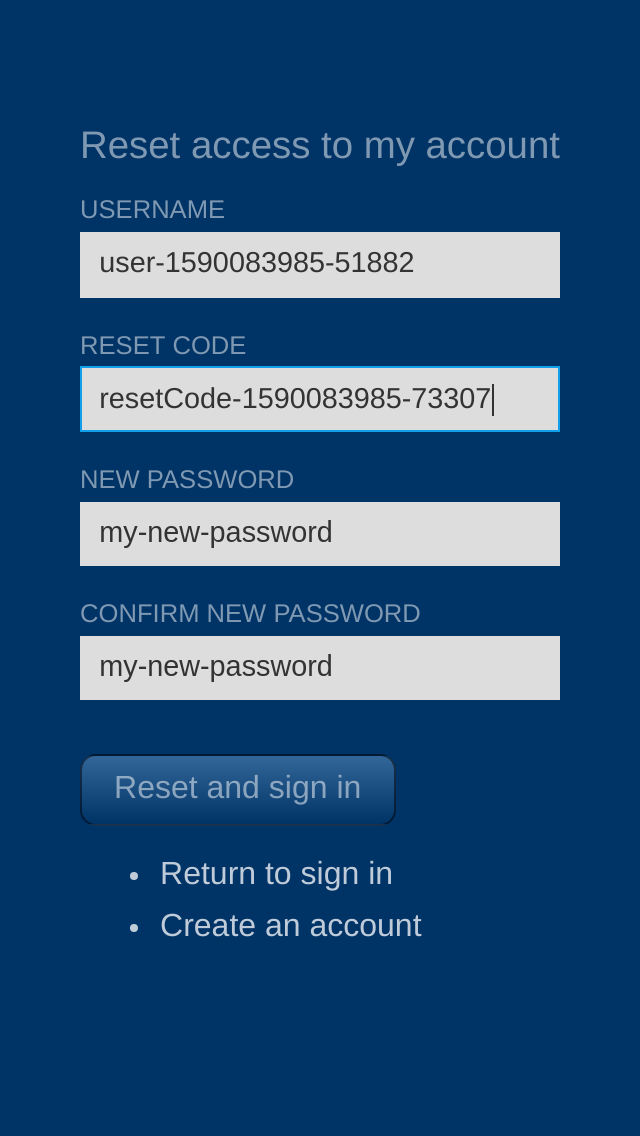 Reset access to my account
USERNAME
user-1590083985-51882
RESET CODE
resetCode-1590083985-73307
NEW PASSWORD
my-new-password
CONFIRM NEW PASSWORD
my-new-password
Reset and sign in
Return to sign in
Create an account